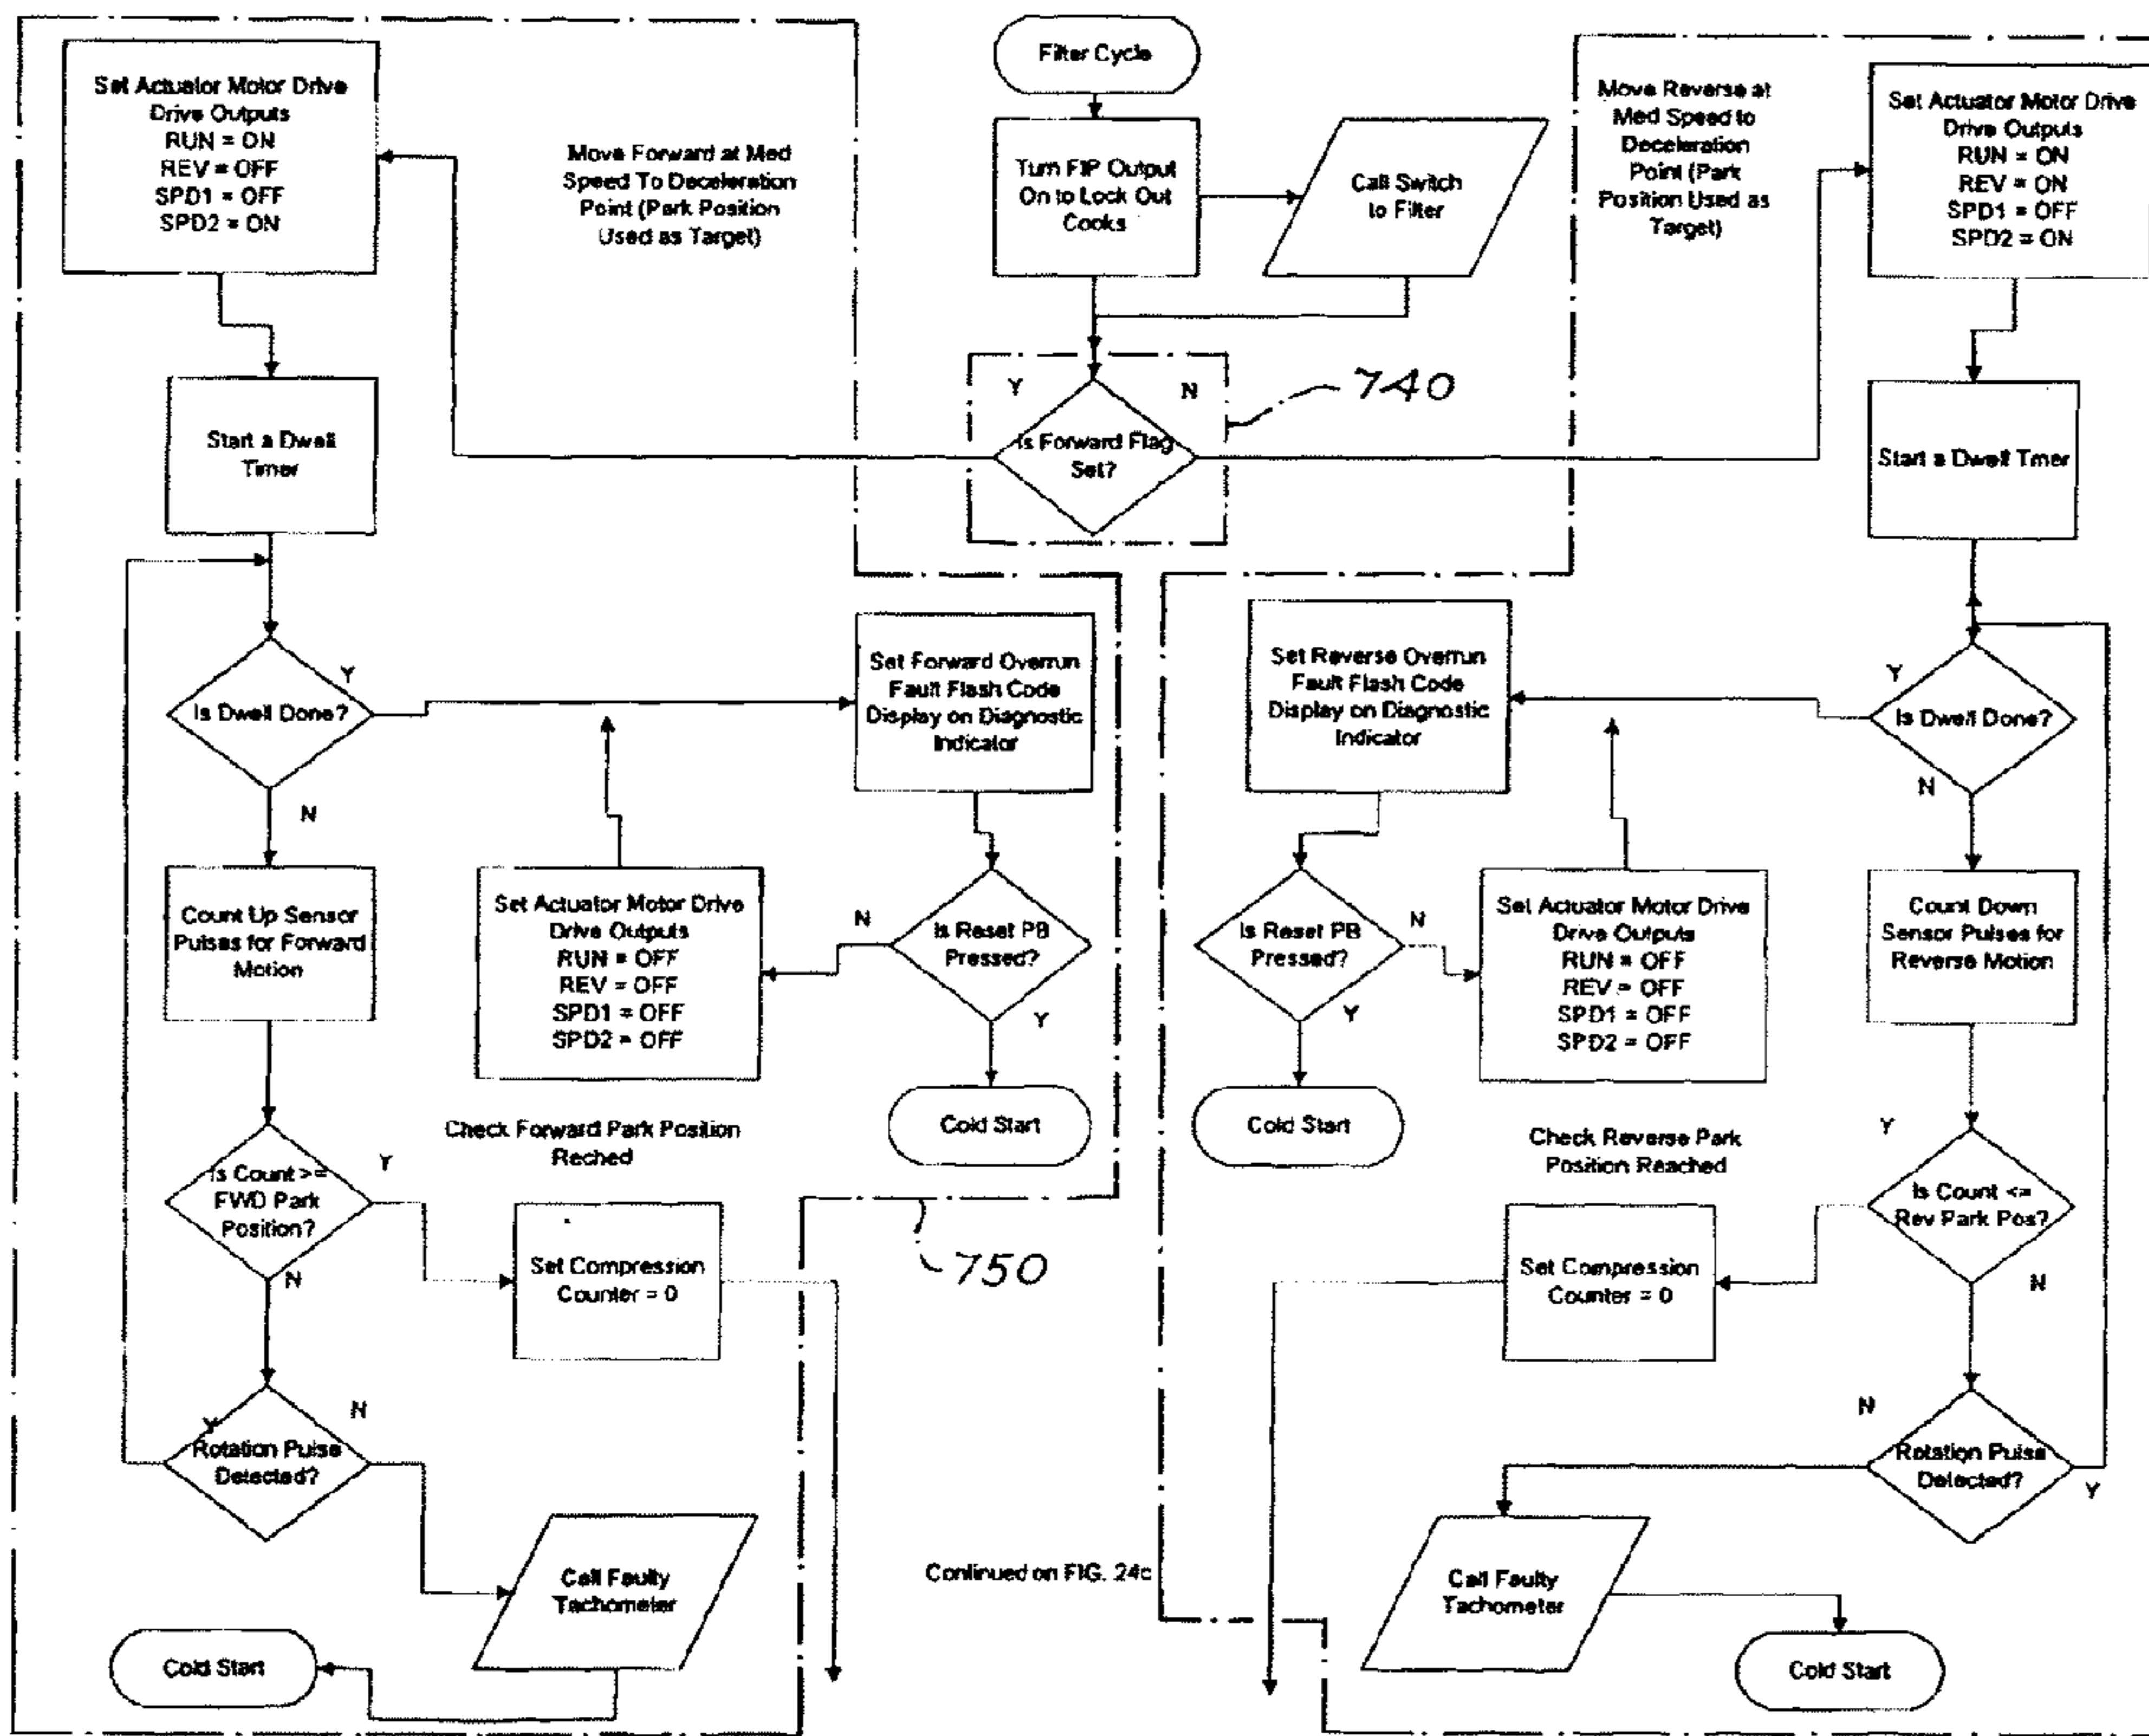 Filter Cycle
Set Actuator Motor Drive
Drive Outputs
RUN = ON
REV = OFF
SPD1 = OFF
SPD2 = ON
Move Forward at Med
Speed To Deceleration
Point (Park Position
Used as Target)
Turn FIP Output
On to Lock Out
Cooks
Call Switch
to Filter
Move Reverse at
Med Speed to
Deceleration
Point (Park
Position Used as
Target)
Set Actuator Motor Drive
Drive Outputs
RUN = ON
REV = ON
SPD1 = OFF
SPD2 = ON
Y
N
740
Is Forward Flag
Set?
Start a Dwell
Timer
Start a Dwell Tmer
Y
Is Dwell Done?
N
Set Forward Overrun
Fault Flash Code
Display on Diagnostic
Indicator
Set Reverse Overrun
Fault Flash Code
Display on Diagnostic
Indicator
Y
Is Dwell Done?
N
Count Up Sensor
Pulses for Forward
Motion
Set Actuator Motor Drive
Drive Outputs
RUN = OFF
REV = OFF
SPD1 = OFF
SPD2 = OFF
N
Is Reset PB
Pressed?
Y
Cold Start
Is Reset PB
Pressed?
N
Y
Cold Start
Set Actuator Motor Drive
Drive Outputs
RUN = OFF
REV = OFF
SPD1 = OFF
SPD2 = OFF
Count Down
Sensor Pulses for
Reverse Motion
Check Forward Park Position
Reched
Check Reverse Park
Position Reached
Is Count >=
FWD Park
Position?
Y
N
Set Compression
Counter = 0
750
Set Compression
Counter = 0
Y
Is Count <=
Rev Park Pos?
N
Y
Rotation Pulse
Detected?
N
N
Rotation Pulse
Detected?
Y
Call Faulty
Tachometer
Cold Start
Continued on FIG. 24c
Call Faulty
Tachometer
Cold Start